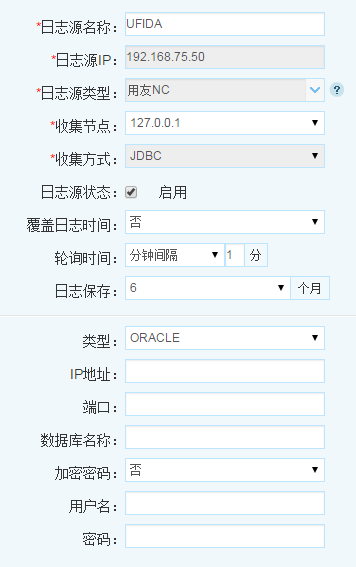 *日志源名称： UFIDA
*日志源IP： 192.168.75.50
*日志源类型： 用友NC ?
*收集节点： 127.0.0.1
*收集方式： JDBC
日志源状态： 启用
覆盖日志时间： 否
轮询时间： 分钟间隔 1 分
日志保存： 6 个月
类型： ORACLE
IP地址：
端口：
数据库名称：
加密密码： 否
用户名：
密码：